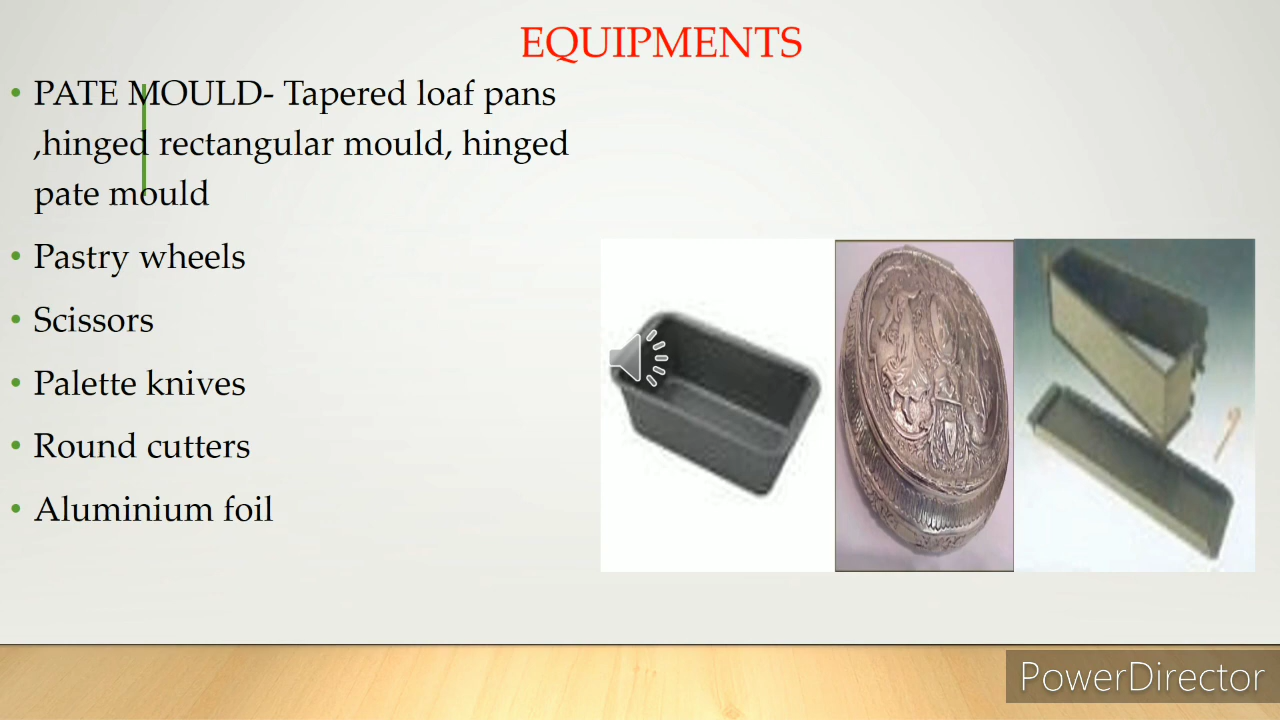 EQUIPMENTS
• PATE MOULD- Tapered loaf pans
,hinged rectangular mould, hinged
pate mould
• Pastry wheels
• Scissors
• Palette knives
• Round cutters
• Aluminium foil
PowerDirector